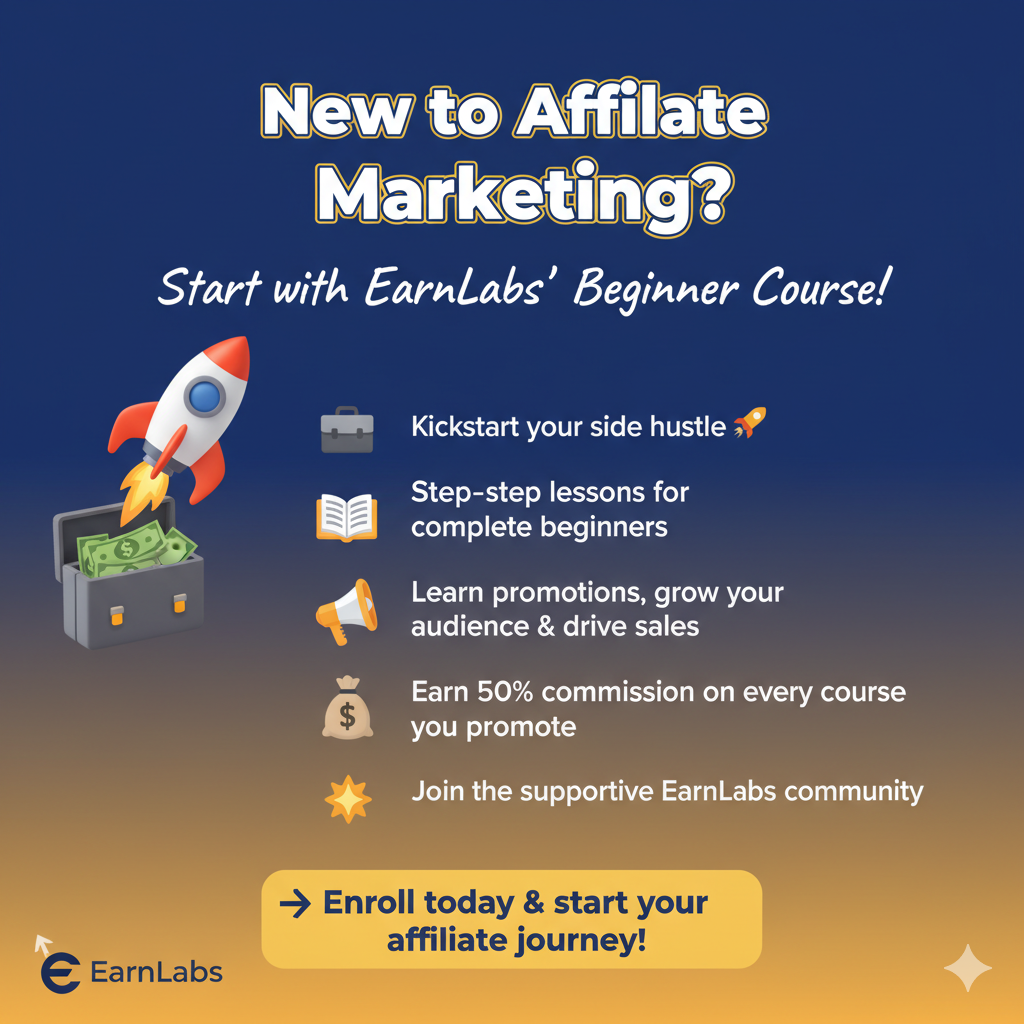 New to Affilate
Marketing?
Start with EarnLabs' Beginner Course!
Kickstart your side hustle 🚀
Step-step lessons for
complete beginners
Learn promotions, grow your
audience & drive sales
$
Earn 50% commission on every course
you promote
Join the supportive EarnLabs community
→ Enroll today & start your
affiliate journey!
EarnLabs